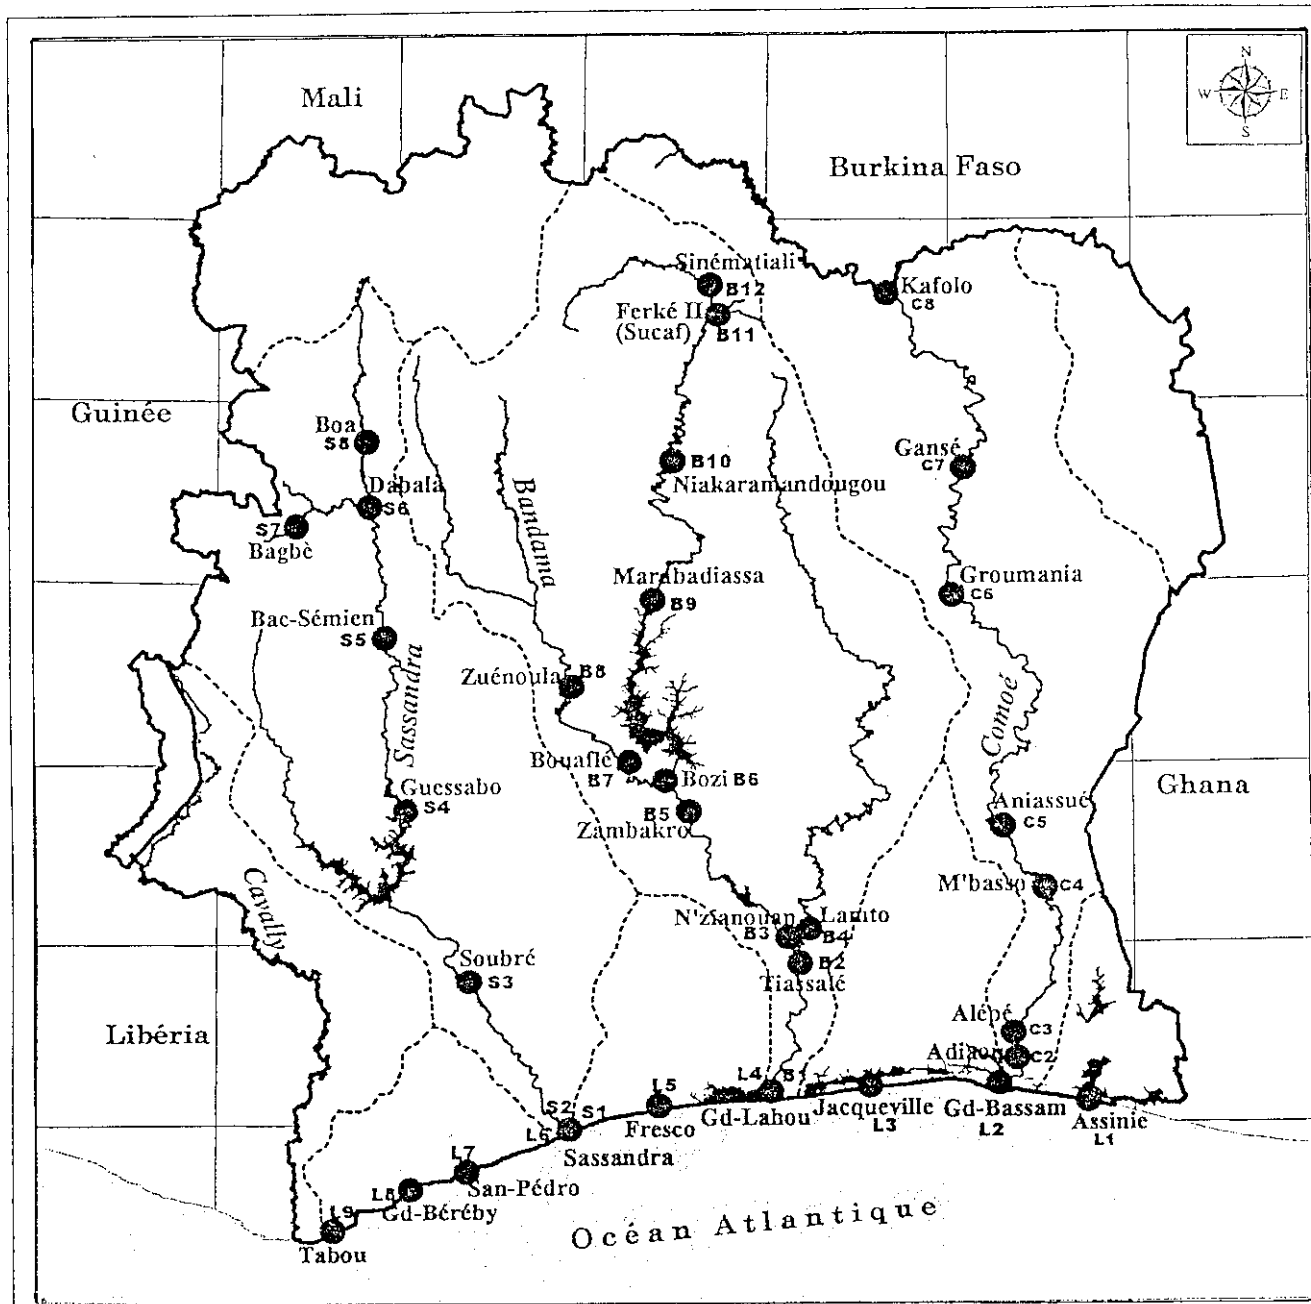 N
W E
S
Mali
Burkina Faso
Sinématiali
B12
Kafolo
C8
Ferké II
(Sucaf)
B11
Guinée
Boa
S8
Gansé
C7
B10
Niakaramandougou
Dabala
S6
Bandama
S7
Bagbè
Marabadiassa
B9
Groumania
C6
Bac-Sémien
S5
Sassandra
Zuénoula
B8
Comoé
Bouaflé
B7
Bozi B6
Guessabo
S4
B5
Zambakro
Aniassué
C5
Ghana
M'basso
C4
Cavally
N'zianouan
B3
Lamto
B4
B2
Tiassalé
Soubré
S3
Libéria
Alépé
C3
C2
L4
B1
L5
Fresco
Gd-Lahou
Jacqueville
L3
Gd-Bassam
L2
Assinie
L1
S2 S1
L6
Sassandra
L7
San-Pédro
L8
Gd-Béréby
L9
Tabou
Océan Atlantique